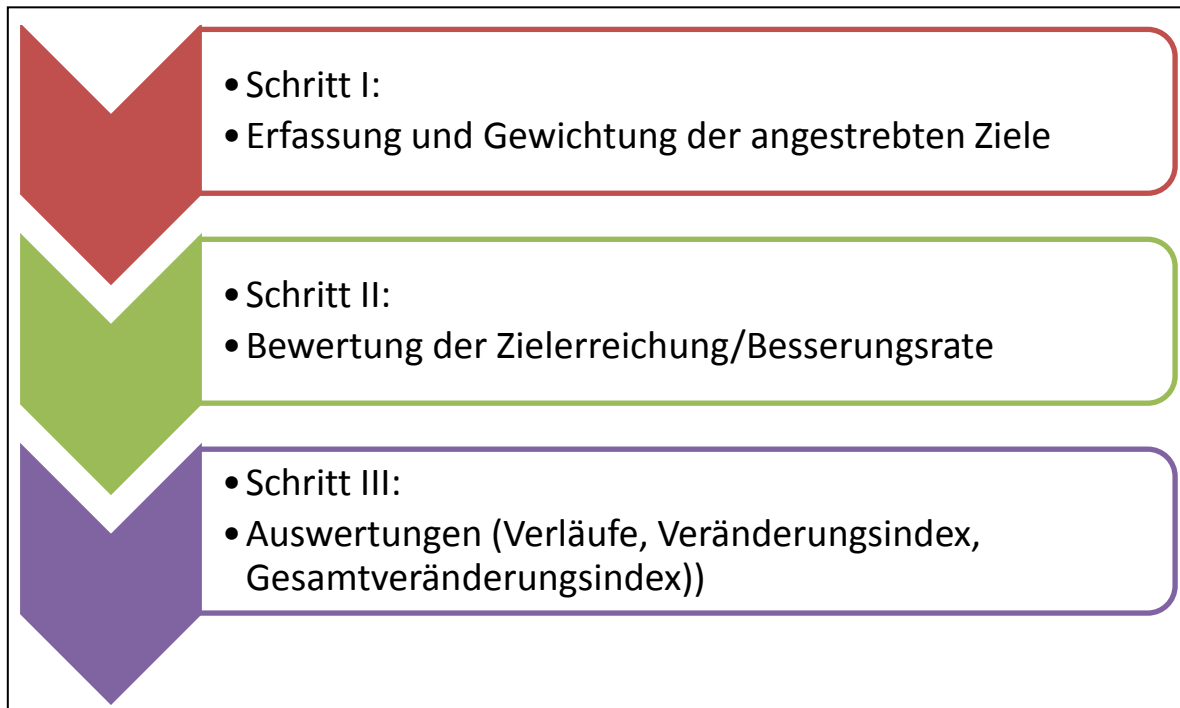 • Schritt I:
• Erfassung und Gewichtung der angestrebten Ziele
• Schritt II:
• Bewertung der Zielerreichung/Besserungsrate
• Schritt III:
• Auswertungen (Verläufe, Veränderungsindex,
Gesamtveränderungsindex))